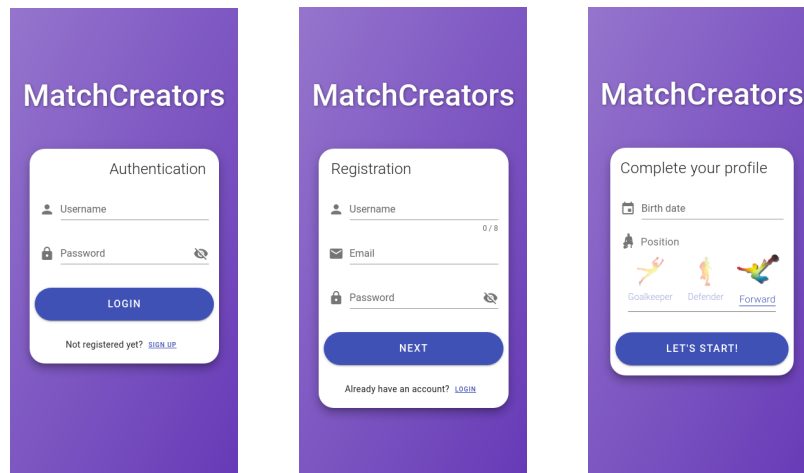 MatchCreators
Authentication
Username
Password
LOGIN
Not registered yet? SIGN UP
MatchCreators
Registration
Username
0 / 8
Email
Password
NEXT
Already have an account? LOGIN
MatchCreators
Complete your profile
Birth date
Position
Goalkeeper Defender Forward
LET'S START!